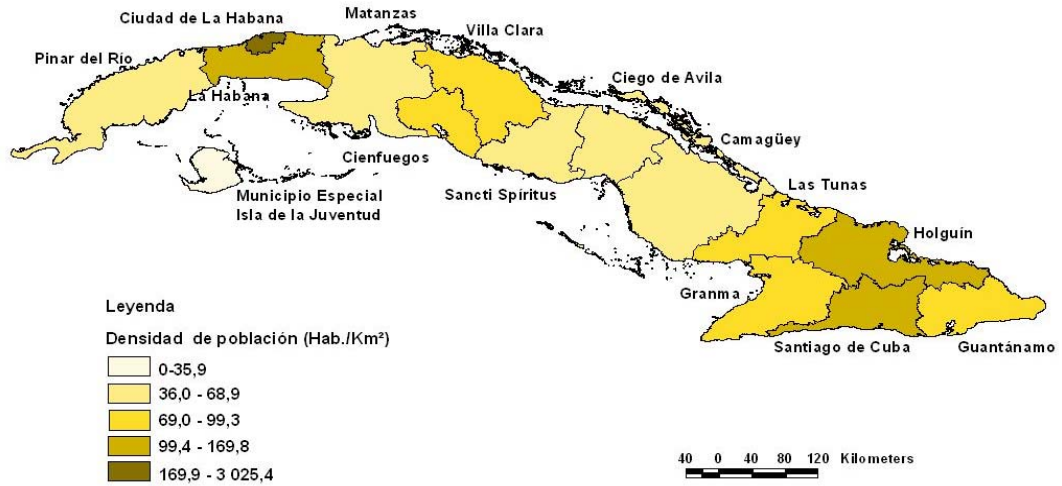 Ciudad de La Habana
Matanzas
Villa Clara
Pinar del Río
Ciego de Avila
La Habana
Camagüey
Cienfuegos
Municipio Especial
Isla de la Juventud
Sancti Spíritus
Las Tunas
Holguín
Granma
Santiago de Cuba
Guantánamo
Leyenda
Densidad de población (Hab./Km²)
0-35,9
36,0 - 68,9
69,0 - 99,3
99,4 - 169,8
169,9 - 3 025,4
40 0 40 80 120 Kilometers